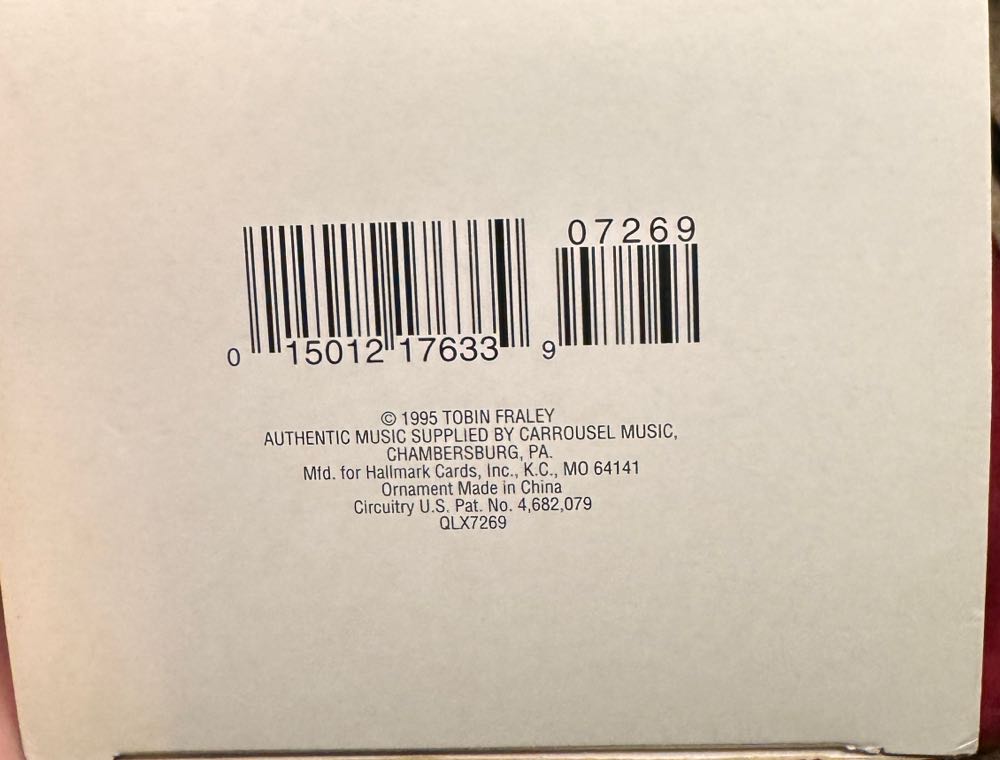 07269
0 15012 17633 9
© 1995 TOBIN FRALEY
AUTHENTIC MUSIC SUPPLIED BY CARROUSEL MUSIC,
CHAMBERSBURG, PA.
Mfd. for Hallmark Cards, Inc., K.C., MO 64141
Ornament Made in China
Circuitry U.S. Pat. No. 4,682,079
QLX7269